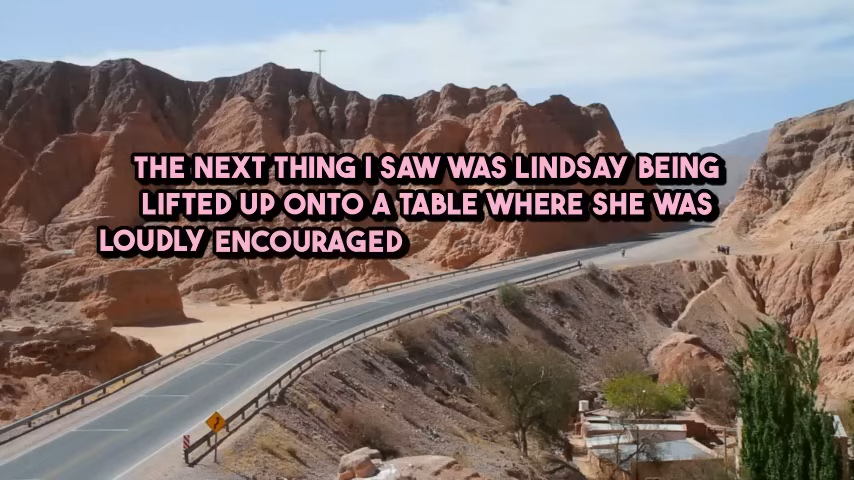 THE NEXT THING I SAW WAS LINDSAY BEING
LIFTED UP ONTO A TABLE WHERE SHE WAS
LOUDLY ENCOURAGED